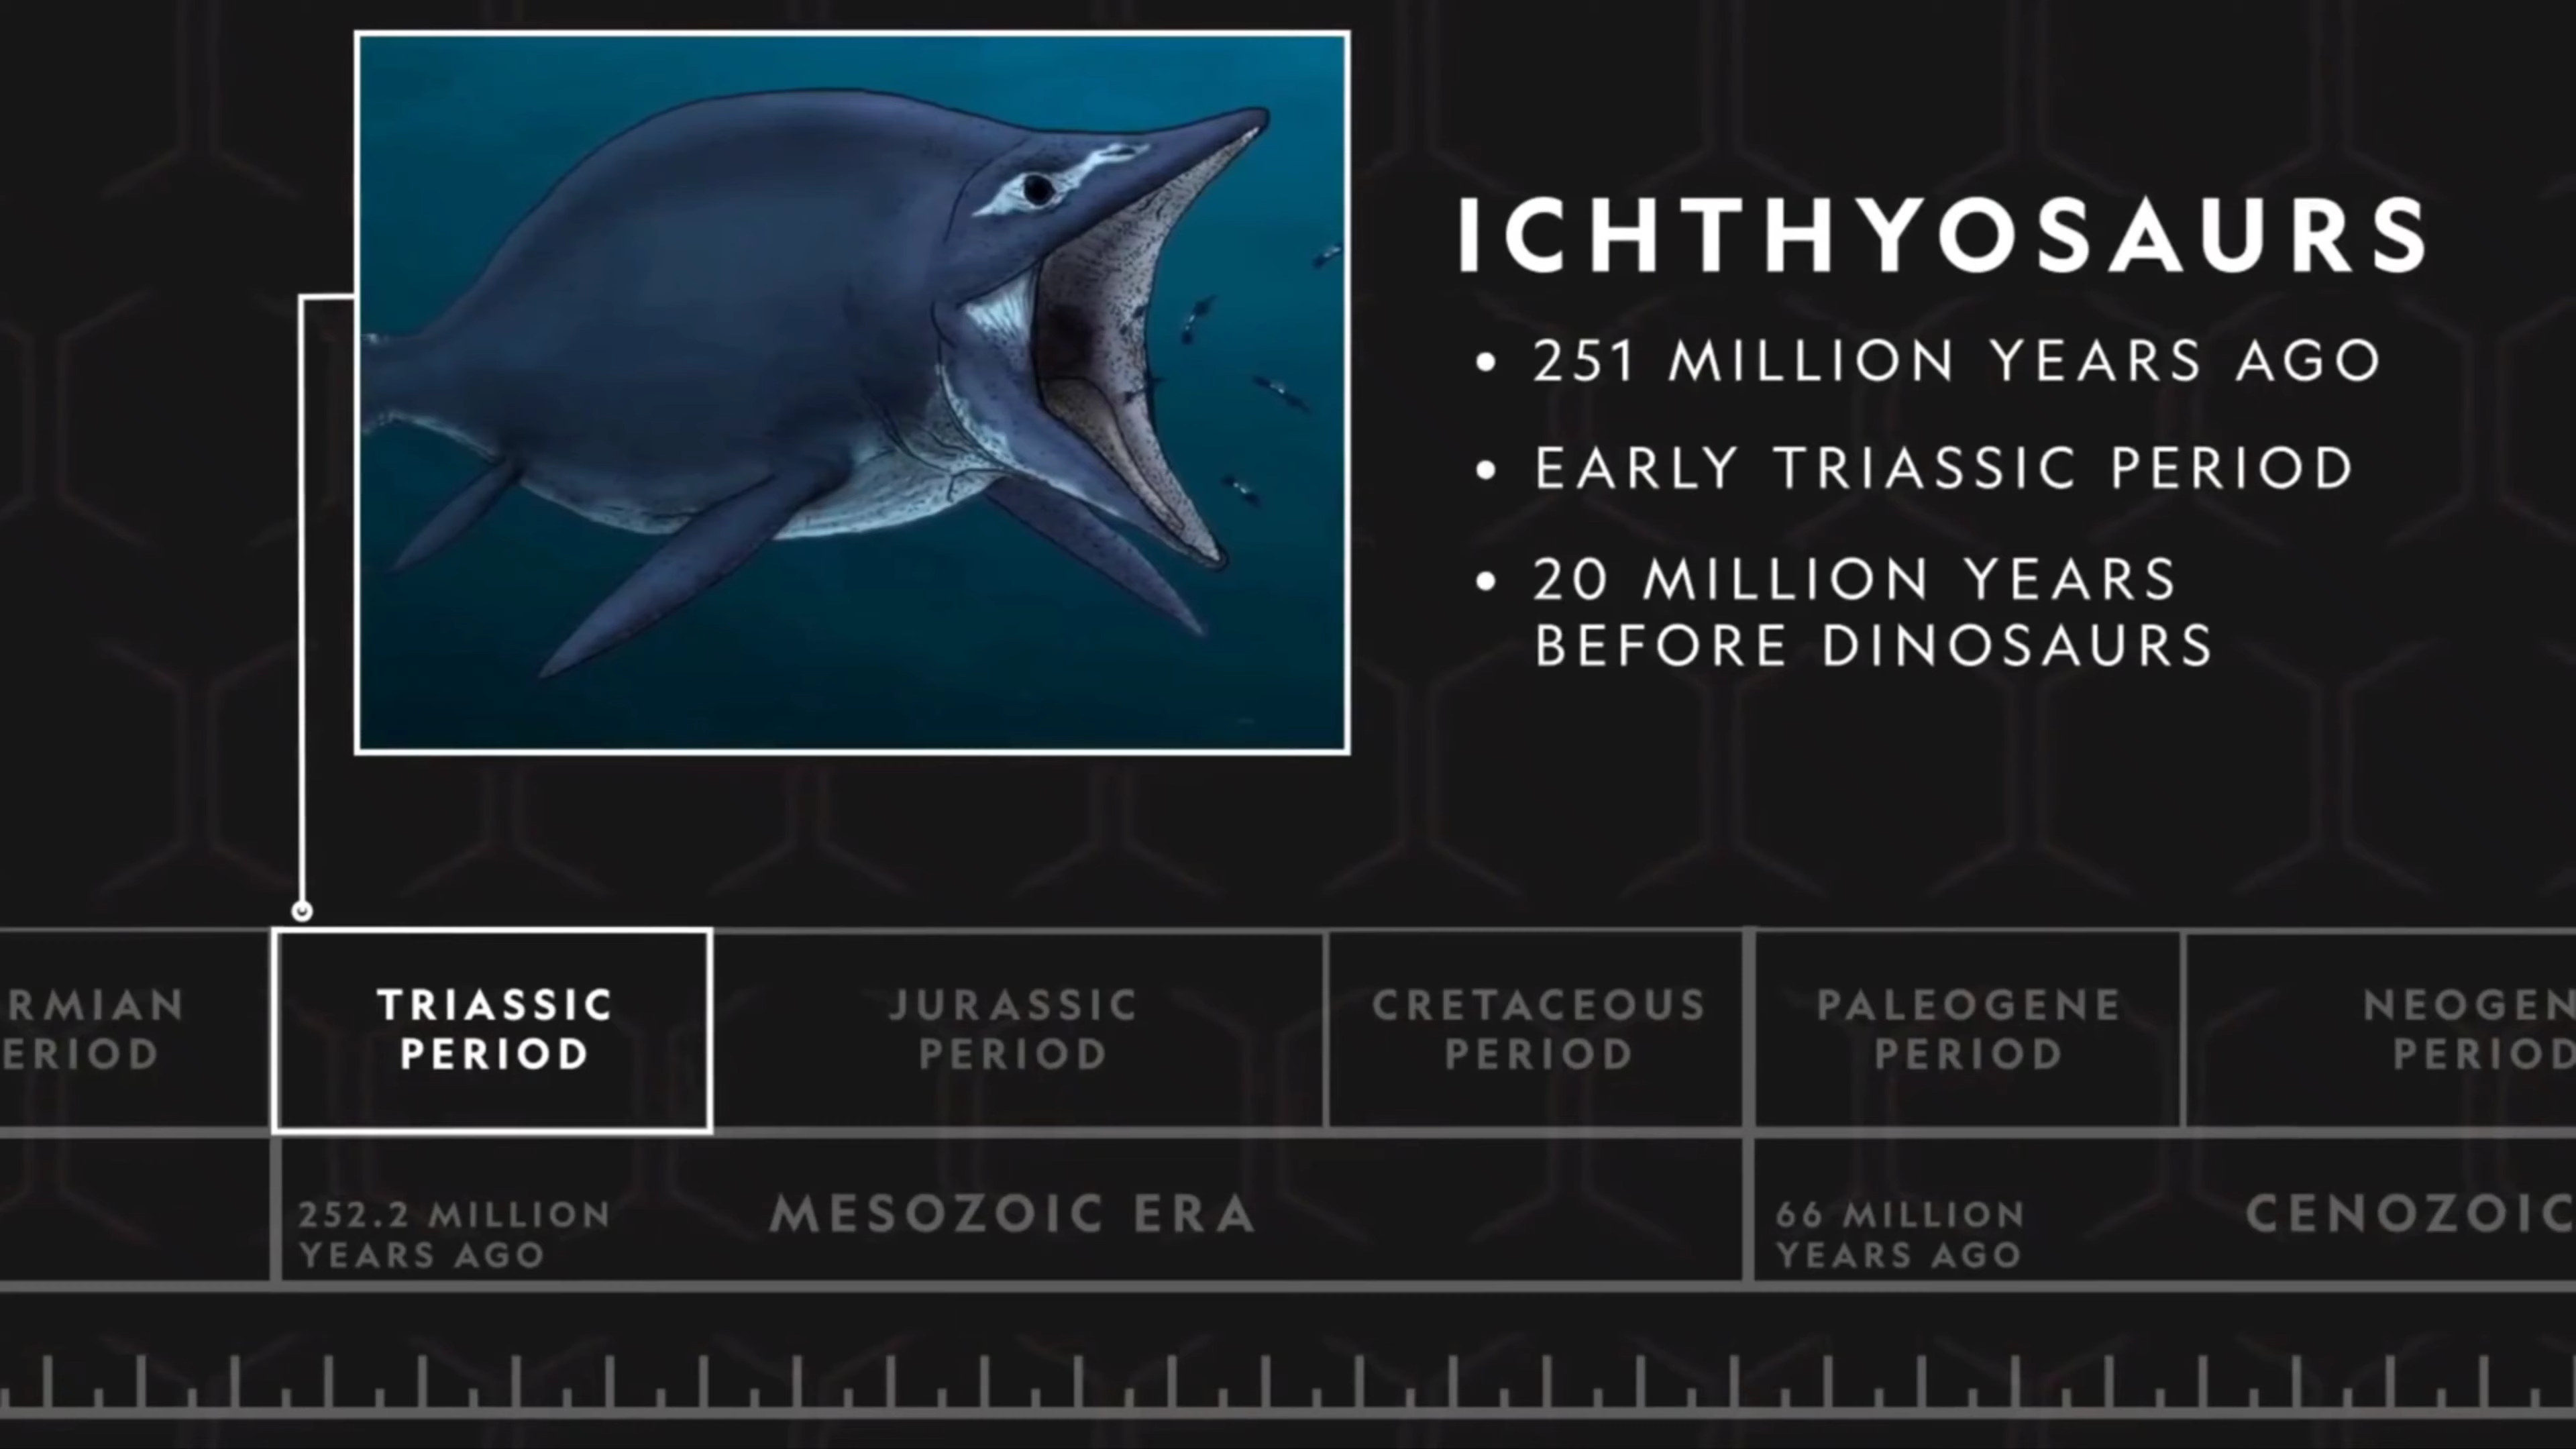 ICHTHYOSAURS
• 251 MILLION YEARS AGO
• EARLY TRIASSIC PERIOD
• 20 MILLION YEARS
BEFORE DINOSAURS
RMIAN
ERIOD
TRIASSIC
PERIOD
JURASSIC
PERIOD
CRETACEOUS
PERIOD
PALEOGENE
PERIOD
NEOGEN
PERIOD
252.2 MILLION
YEARS AGO
MESOZOIC ERA
66 MILLION
YEARS AGO
CENOZOIC